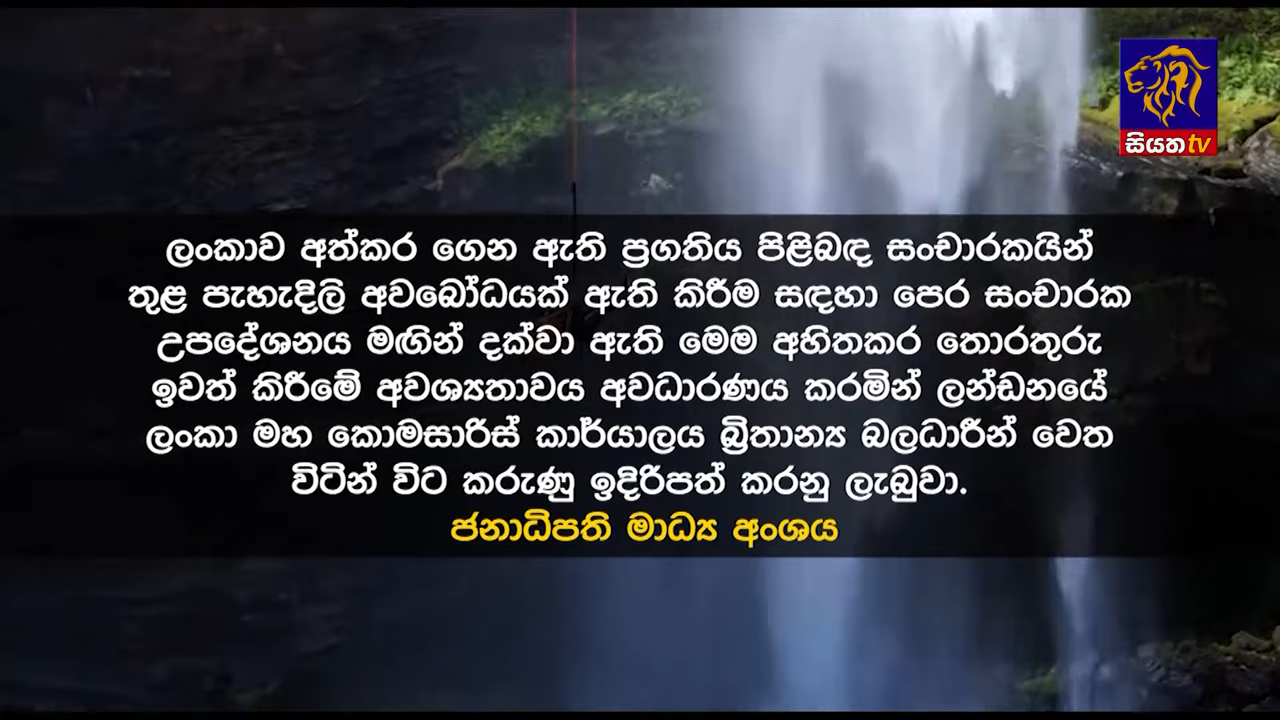 සියත tv
ලංකාව අත්කර ගෙන ඇති ප්‍රගතිය පිළිබඳ සංචාරකයින්
තුළ පැහැදිලි අවබෝධයක් ඇති කිරීම සඳහා පෙර සංචාරක
උපදේශනය මඟින් දක්වා ඇති මෙම අහිතකර තොරතුරු
ඉවත් කිරීමේ අවශ්‍යතාවය අවධාරණය කරමින් ලන්ඩනයේ
ලංකා මහ කොමසාරිස් කාර්යාලය බ්‍රිතාන්‍ය බලධාරීන් වෙත
විටින් විට කරුණු ඉදිරිපත් කරනු ලැබුවා.
ජනාධිපති මාධ්‍ය අංශය